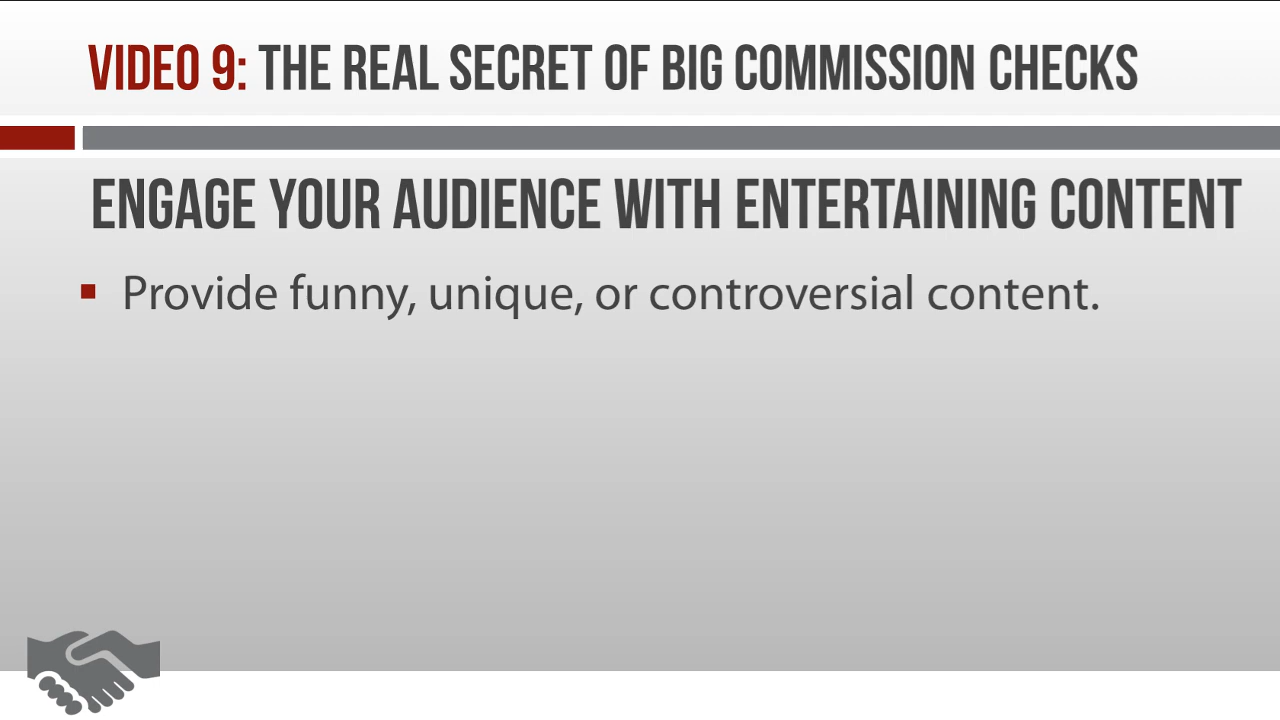 VIDEO 9: THE REAL SECRET OF BIG COMMISSION CHECKS
ENGAGE YOUR AUDIENCE WITH ENTERTAINING CONTENT
Provide funny, unique, or controversial content.